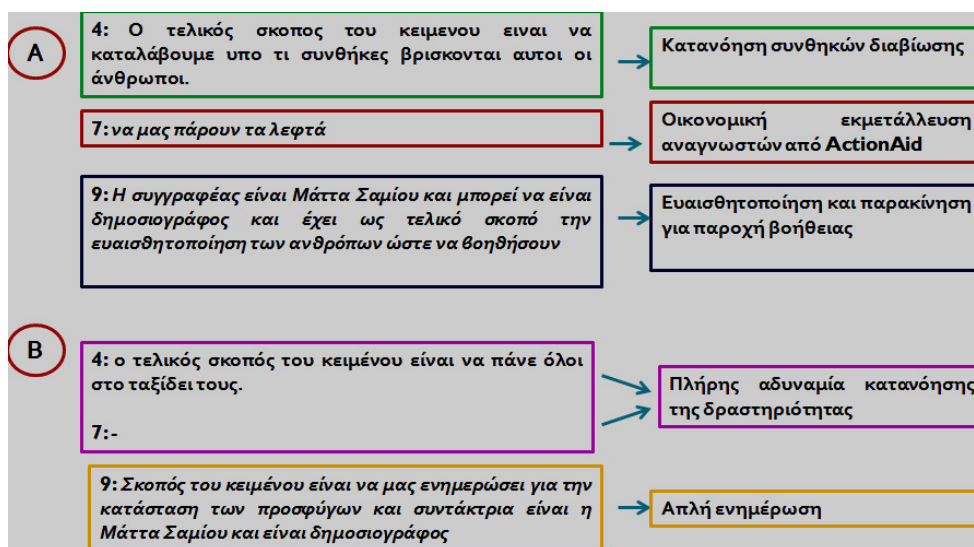 Α
4: Ο τελικός σκοπος του κειμενου ειναι να
καταλάβουμε υπο τι συνθήκες βρισκονται αυτοι οι
άνθρωποι.
Κατανόηση συνθηκών διαβίωσης
7: να μας πάρουν τα λεφτά
Οικονομική εκμετάλλευση
αναγνωστών από ActionAid
9: Η συγγραφέας είναι Μάττα Σαμίου και μπορεί να είναι
δημοσιογράφος και έχει ως τελικό σκοπό την
ευαισθητοποίηση των ανθρόπων ώστε να βοηθήσουν
Ευαισθητοποίηση και παρακίνηση
για παροχή βοήθειας
Β
4: ο τελικός σκοπός του κειμένου είναι να πάνε όλοι
στο ταξίδει τους.
7:-
Πλήρης αδυναμία κατανόησης
της δραστηριότητας
9: Σκοπός του κειμένου είναι να μας ενημερώσει για την
κατάσταση των προσφύγων και συντάκτρια είναι η
Μάττα Σαμίου και είναι δημοσιογράφος
Απλή ενημέρωση